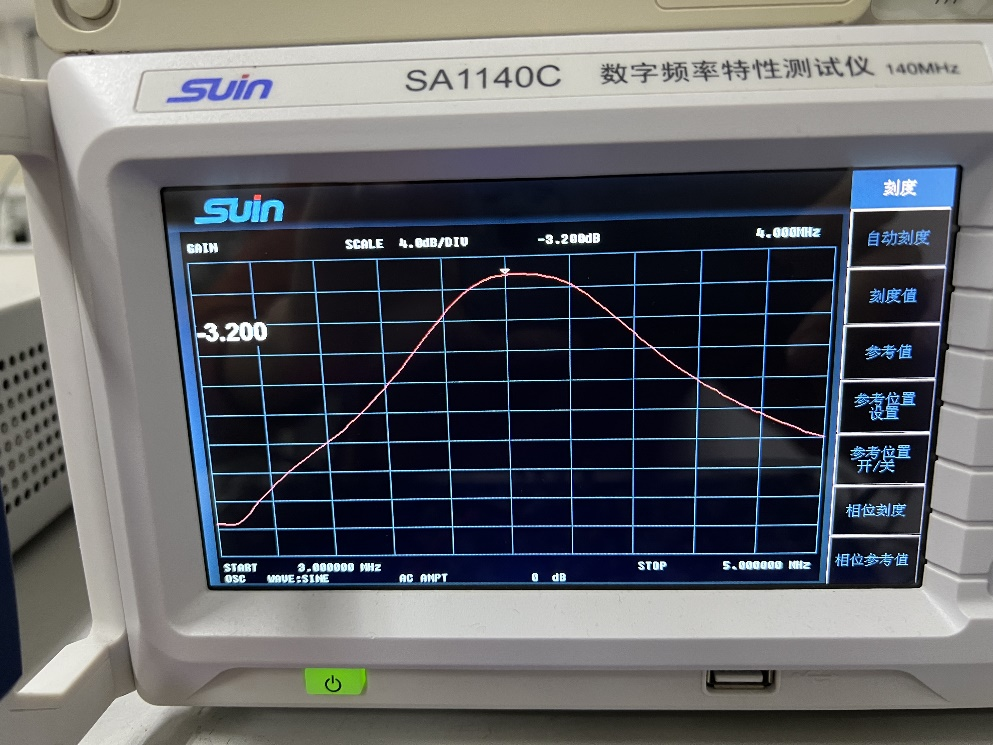 SUIN SA1140C 数字频率特性测试仪 140MHz
SUIN
刻度
GAIN SCALE 4.0dB/DIV -3.200dB 4.000MHz
自动刻度
刻度值
-3.200
参考值
参考位置
设置
参考位置
开/关
相位刻度
相位参考值
START 3.000000 MHz STOP 5.000000 MHz
OSC WAVE:SINE AC AMPT 0 dB